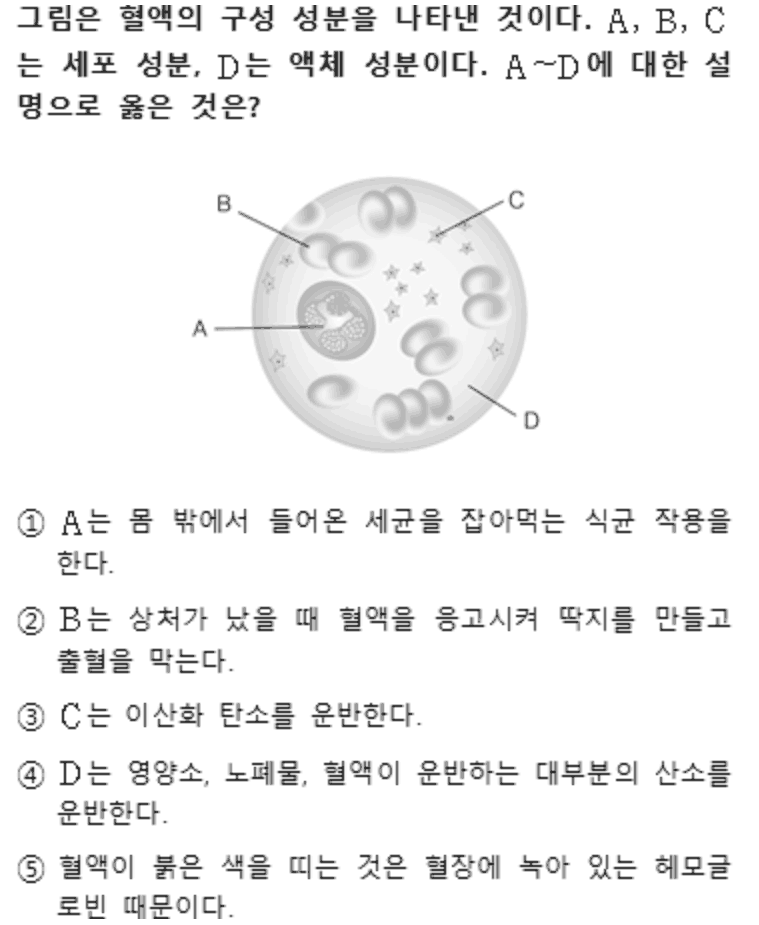 그림은 혈액의 구성 성분을 나타낸 것이다. A, B, C
는 세포 성분, D는 액체 성분이다. A~D에 대한 설
명으로 옳은 것은?
B
C
A
D
① A는 몸 밖에서 들어온 세균을 잡아먹는 식균 작용을
한다.
② B는 상처가 났을 때 혈액을 응고시켜 딱지를 만들고
출혈을 막는다.
③ C는 이산화 탄소를 운반한다.
④ D는 영양소, 노폐물, 혈액이 운반하는 대부분의 산소를
운반한다.
⑤ 혈액이 붉은 색을 띠는 것은 혈장에 녹아 있는 헤모글
로빈 때문이다.